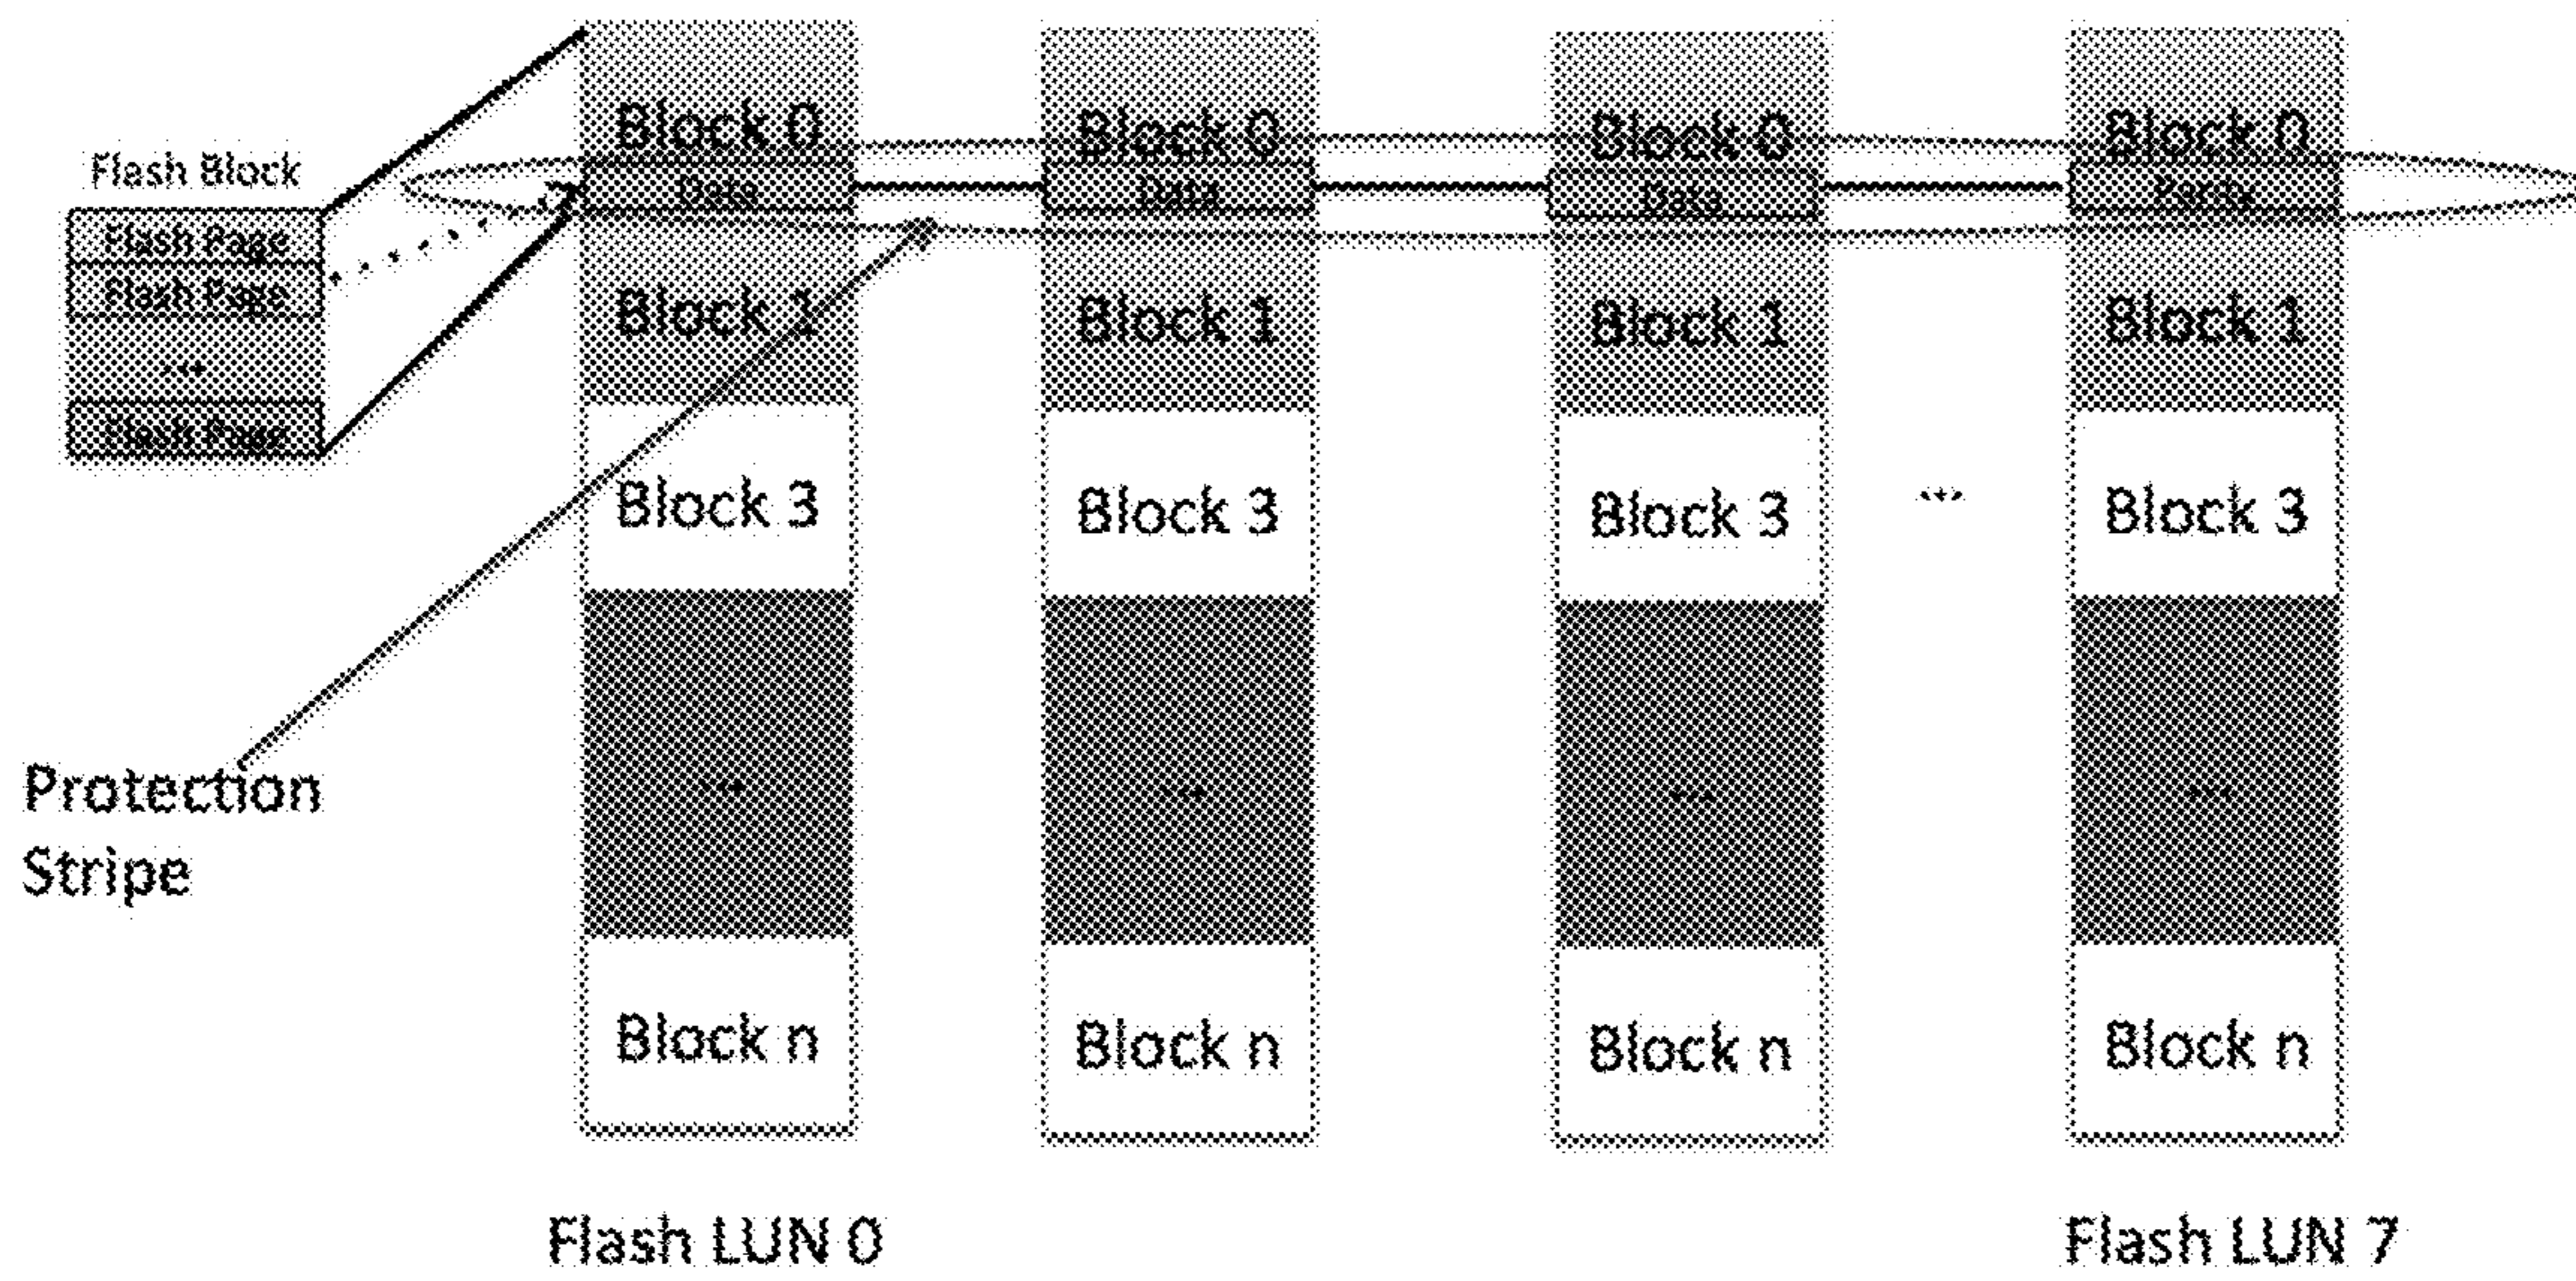 Flash Block
Flash Page
Flash Page
...
Flash Page
Protection
Stripe
Block 0
Data
Block 1
Block 3
...
Block n
Flash LUN 0
Block 0
Data
Block 1
Block 3
...
Block n
Block 0
Data
Block 1
Block 3
...
Block n
...
Block 0
Parity
Block 1
Block 3
...
Block n
Flash LUN 7